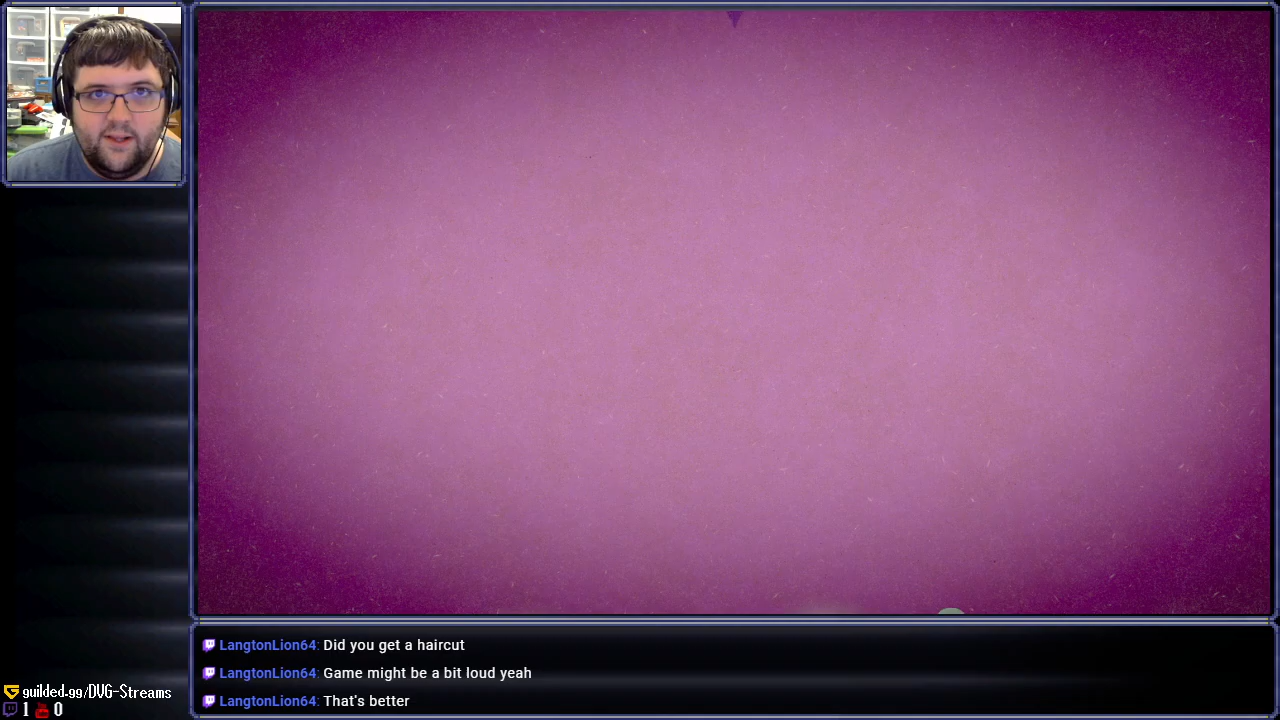 LangtonLion64: Did you get a haircut
LangtonLion64: Game might be a bit loud yeah
LangtonLion64: That's better
guilded.gg/DVG-Streams
1 0